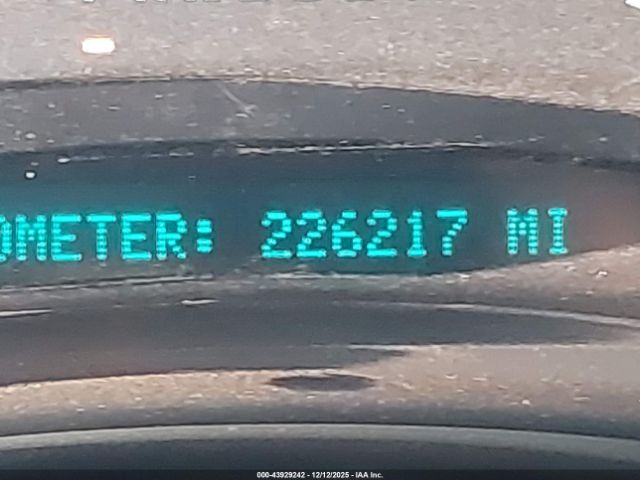 OMETER: 226217 MI
000-43929242 - 12/12/2025 - IAA Inc.